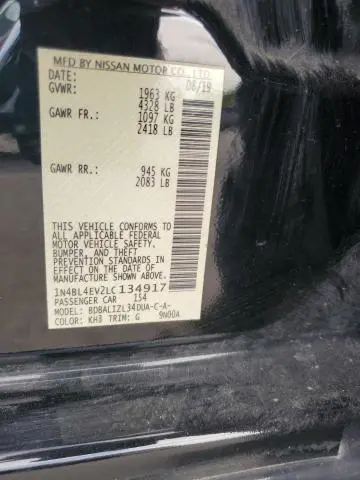 MFD BY NISSAN MOTOR CO., LTD.
DATE: 08/19
GVWR: 1963 KG
4328 LB
GAWR FR.: 1097 KG
2418 LB
GAWR RR.: 945 KG
2083 LB
THIS VEHICLE CONFORMS TO
ALL APPLICABLE FEDERAL
MOTOR VEHICLE SAFETY,
BUMPER, AND THEFT
PREVENTION STANDARDS
IN EFFECT ON THE DATE OF
MANUFACTURE SHOWN ABOVE.
1N4BL4EV2LC134917
PASSENGER CAR 154
MODEL: BDBALIZL34DUA-C-A-
COLOR: KH3 TRIM: G 9N00A